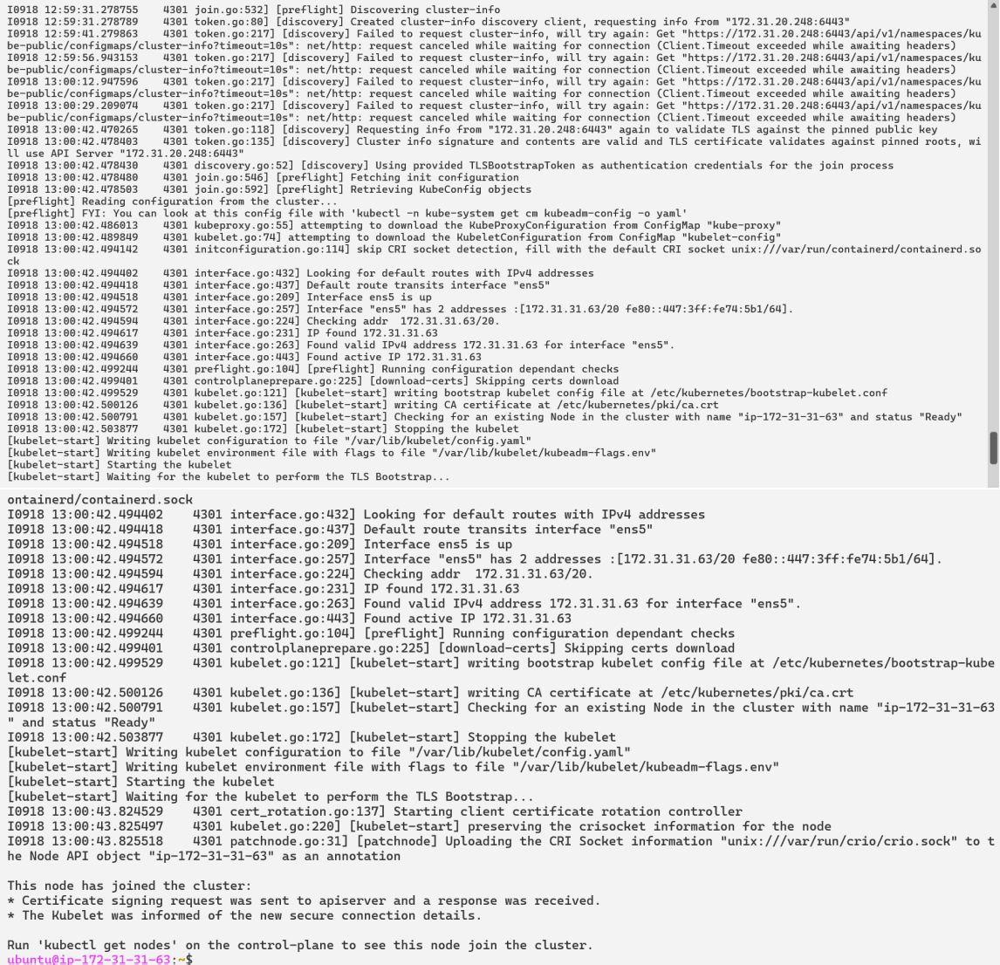 I0918 12:59:31.278755    4301 join.go:532] [preflight] Discovering cluster-info
I0918 12:59:31.278789    4301 token.go:80] [discovery] Created cluster-info discovery client, requesting info from "172.31.20.248:6443"
I0918 12:59:41.279863    4301 token.go:217] [discovery] Failed to request cluster-info, will try again: Get "https://172.31.20.248:6443/api/v1/namespaces/ku
be-public/configmaps/cluster-info?timeout=10s": net/http: request canceled while waiting for connection (Client.Timeout exceeded while awaiting headers)
I0918 12:59:56.943153    4301 token.go:217] [discovery] Failed to request cluster-info, will try again: Get "https://172.31.20.248:6443/api/v1/namespaces/ku
be-public/configmaps/cluster-info?timeout=10s": net/http: request canceled while waiting for connection (Client.Timeout exceeded while awaiting headers)
I0918 13:00:12.947596    4301 token.go:217] [discovery] Failed to request cluster-info, will try again: Get "https://172.31.20.248:6443/api/v1/namespaces/ku
be-public/configmaps/cluster-info?timeout=10s": net/http: request canceled while waiting for connection (Client.Timeout exceeded while awaiting headers)
I0918 13:00:29.209074    4301 token.go:217] [discovery] Failed to request cluster-info, will try again: Get "https://172.31.20.248:6443/api/v1/namespaces/ku
be-public/configmaps/cluster-info?timeout=10s": net/http: request canceled while waiting for connection (Client.Timeout exceeded while awaiting headers)
I0918 13:00:42.470265    4301 token.go:118] [discovery] Requesting info from "172.31.20.248:6443" again to validate TLS against the pinned public key
I0918 13:00:42.478403    4301 token.go:135] [discovery] Cluster info signature and contents are valid and TLS certificate validates against pinned roots, wi
ll use API Server "172.31.20.248:6443"
I0918 13:00:42.478430    4301 discovery.go:52] [discovery] Using provided TLSBootstrapToken as authentication credentials for the join process
I0918 13:00:42.478480    4301 join.go:546] [preflight] Fetching init configuration
I0918 13:00:42.478503    4301 join.go:592] [preflight] Retrieving KubeConfig objects
[preflight] Reading configuration from the cluster...
[preflight] FYI: You can look at this config file with 'kubectl -n kube-system get cm kubeadm-config -o yaml'
I0918 13:00:42.486013    4301 kubeproxy.go:55] attempting to download the KubeProxyConfiguration from ConfigMap "kube-proxy"
I0918 13:00:42.489849    4301 kubelet.go:74] attempting to download the KubeletConfiguration from ConfigMap "kubelet-config"
I0918 13:00:42.494142    4301 initconfiguration.go:114] skip CRI socket detection, fill with the default CRI socket unix:///var/run/containerd/containerd.so
ck
I0918 13:00:42.494402    4301 interface.go:432] Looking for default routes with IPv4 addresses
I0918 13:00:42.494418    4301 interface.go:437] Default route transits interface "ens5"
I0918 13:00:42.494518    4301 interface.go:209] Interface ens5 is up
I0918 13:00:42.494572    4301 interface.go:257] Interface "ens5" has 2 addresses :[172.31.31.63/20 fe80::447:3ff:fe74:5b1/64].
I0918 13:00:42.494594    4301 interface.go:224] Checking addr  172.31.31.63/20.
I0918 13:00:42.494617    4301 interface.go:231] IP found 172.31.31.63
I0918 13:00:42.494639    4301 interface.go:263] Found valid IPv4 address 172.31.31.63 for interface "ens5".
I0918 13:00:42.494660    4301 interface.go:443] Found active IP 172.31.31.63
I0918 13:00:42.499244    4301 preflight.go:104] [preflight] Running configuration dependant checks
I0918 13:00:42.499401    4301 controlplaneprepare.go:225] [download-certs] Skipping certs download
I0918 13:00:42.499529    4301 kubelet.go:121] [kubelet-start] writing bootstrap kubelet config file at /etc/kubernetes/bootstrap-kubelet.conf
I0918 13:00:42.500126    4301 kubelet.go:136] [kubelet-start] writing CA certificate at /etc/kubernetes/pki/ca.crt
I0918 13:00:42.500791    4301 kubelet.go:157] [kubelet-start] Checking for an existing Node in the cluster with name "ip-172-31-31-63" and status "Ready"
I0918 13:00:42.503877    4301 kubelet.go:172] [kubelet-start] Stopping the kubelet
[kubelet-start] Writing kubelet configuration to file "/var/lib/kubelet/config.yaml"
[kubelet-start] Writing kubelet environment file with flags to file "/var/lib/kubelet/kubeadm-flags.env"
[kubelet-start] Starting the kubelet
[kubelet-start] Waiting for the kubelet to perform the TLS Bootstrap...
ontainerd/containerd.sock
I0918 13:00:42.494402    4301 interface.go:432] Looking for default routes with IPv4 addresses
I0918 13:00:42.494418    4301 interface.go:437] Default route transits interface "ens5"
I0918 13:00:42.494518    4301 interface.go:209] Interface ens5 is up
I0918 13:00:42.494572    4301 interface.go:257] Interface "ens5" has 2 addresses :[172.31.31.63/20 fe80::447:3ff:fe74:5b1/64].
I0918 13:00:42.494594    4301 interface.go:224] Checking addr  172.31.31.63/20.
I0918 13:00:42.494617    4301 interface.go:231] IP found 172.31.31.63
I0918 13:00:42.494639    4301 interface.go:263] Found valid IPv4 address 172.31.31.63 for interface "ens5".
I0918 13:00:42.494660    4301 interface.go:443] Found active IP 172.31.31.63
I0918 13:00:42.499244    4301 preflight.go:104] [preflight] Running configuration dependant checks
I0918 13:00:42.499401    4301 controlplaneprepare.go:225] [download-certs] Skipping certs download
I0918 13:00:42.499529    4301 kubelet.go:121] [kubelet-start] writing bootstrap kubelet config file at /etc/kubernetes/bootstrap-kube
let.conf
I0918 13:00:42.500126    4301 kubelet.go:136] [kubelet-start] writing CA certificate at /etc/kubernetes/pki/ca.crt
I0918 13:00:42.500791    4301 kubelet.go:157] [kubelet-start] Checking for an existing Node in the cluster with name "ip-172-31-31-63
" and status "Ready"
I0918 13:00:42.503877    4301 kubelet.go:172] [kubelet-start] Stopping the kubelet
[kubelet-start] Writing kubelet configuration to file "/var/lib/kubelet/config.yaml"
[kubelet-start] Writing kubelet environment file with flags to file "/var/lib/kubelet/kubeadm-flags.env"
[kubelet-start] Starting the kubelet
[kubelet-start] Waiting for the kubelet to perform the TLS Bootstrap...
I0918 13:00:43.824529    4301 cert_rotation.go:137] Starting client certificate rotation controller
I0918 13:00:43.825497    4301 kubelet.go:220] [kubelet-start] preserving the crisocket information for the node
I0918 13:00:43.825518    4301 patchnode.go:31] [patchnode] Uploading the CRI Socket information "unix:///var/run/crio/crio.sock" to t
he Node API object "ip-172-31-31-63" as an annotation
This node has joined the cluster:
* Certificate signing request was sent to apiserver and a response was received.
* The Kubelet was informed of the new secure connection details.
Run 'kubectl get nodes' on the control-plane to see this node join the cluster.
ubuntu@ip-172-31-31-63:~$